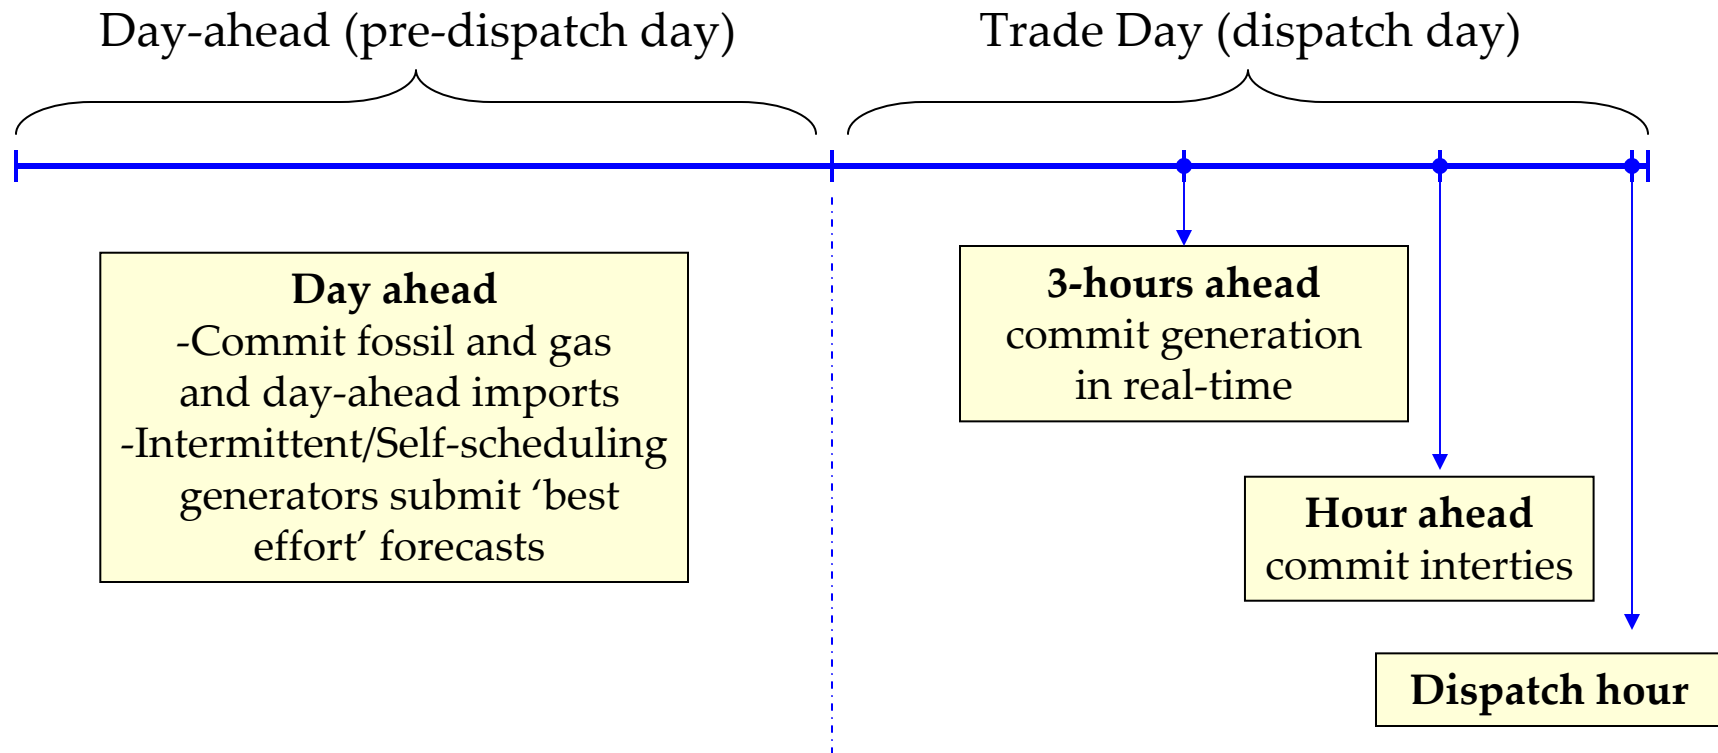 Day-ahead (pre-dispatch day)
Trade Day (dispatch day)
Day ahead
-Commit fossil and gas
and day-ahead imports
-Intermittent/Self-scheduling
generators submit ‘best
effort’ forecasts
3-hours ahead
commit generation
in real-time
Hour ahead
commit interties
Dispatch hour